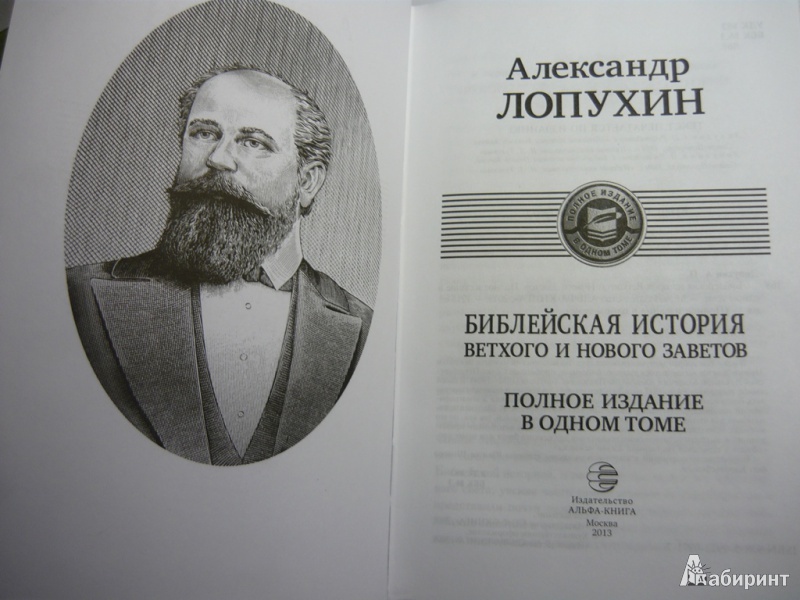 Александр
ЛОПУХИН
ПОЛНОЕ ИЗДАНИЕ
В ОДНОМ ТОМЕ
БИБЛЕЙСКАЯ ИСТОРИЯ
ВЕТХОГО И НОВОГО ЗАВЕТОВ
ПОЛНОЕ ИЗДАНИЕ
В ОДНОМ ТОМЕ
Издательство
АЛЬФА-КНИГА
Москва
2013
Лабиринт